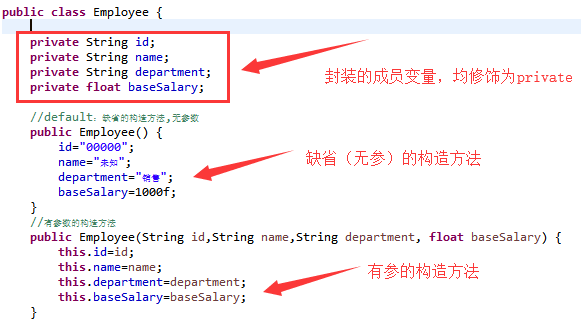 public class Employee {
private String id;
private String name;
private String department;
private float baseSalary;
封装的成员变量，均修饰为private
//default：缺省的构造方法,无参数
public Employee() {
id="00000";
name="未知";
department="销售";
baseSalary=1000f;
}
缺省（无参）的构造方法
//有参数的构造方法
public Employee(String id,String name,String department, float baseSalary) {
this.id=id;
this.name=name;
this.department=department;
this.baseSalary=baseSalary;
}
有参的构造方法